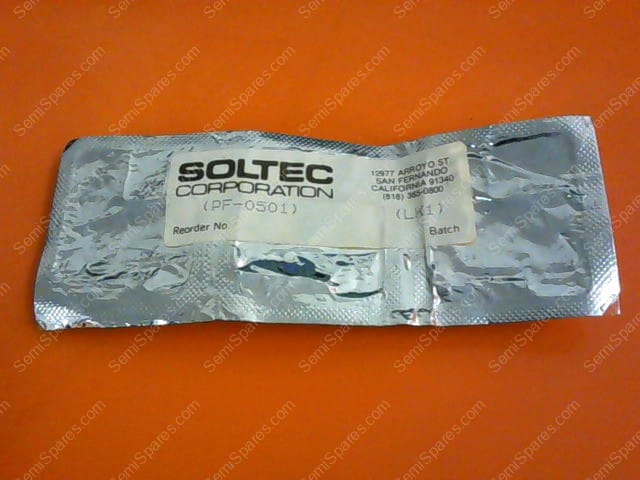 SOLTEC
CORPORATION
(PF-0501)
Reorder No.
12977 ARROYO ST
SAN FERNANDO
CALIFORNIA 91340
(818) 365-0800
(LK1)
Batch
SemiSpares.com